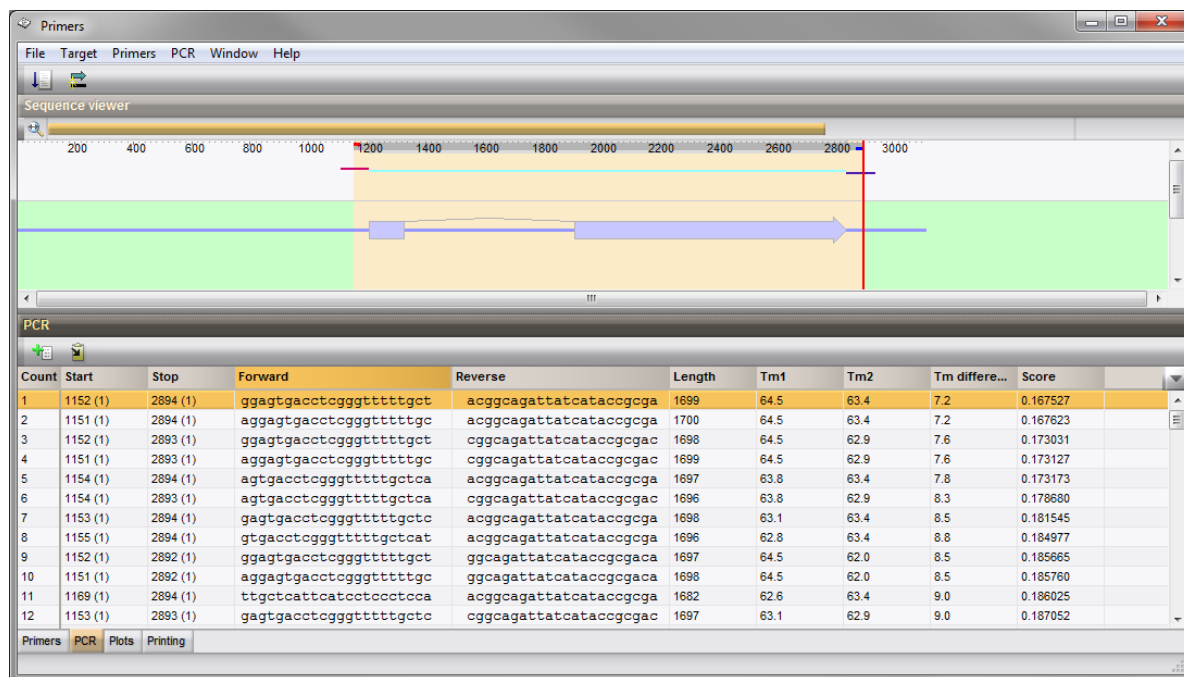 Primers
File Target Primers PCR Window Help
Sequence viewer
200 400 600 800 1000 1200 1400 1600 1800 2000 2200 2400 2600 2800 3000
PCR
Count Start Stop Forward Reverse Length Tm1 Tm2 Tm differe... Score
1 1152 (1) 2894 (1) ggagtgacctcgggtttttgct acggcagattatcataccgcga 1699 64.5 63.4 7.2 0.167527
2 1151 (1) 2894 (1) aggagtgacctcgggtttttgc acggcagattatcataccgcga 1700 64.5 63.4 7.2 0.167623
3 1152 (1) 2893 (1) ggagtgacctcgggtttttgct cggcagattatcataccgcgac 1698 64.5 62.9 7.6 0.173031
4 1151 (1) 2893 (1) aggagtgacctcgggtttttgc cggcagattatcataccgcgac 1699 64.5 62.9 7.6 0.173127
5 1154 (1) 2894 (1) agtgacctcgggtttttgctca acggcagattatcataccgcga 1697 63.8 63.4 7.8 0.173173
6 1154 (1) 2893 (1) agtgacctcgggtttttgctca cggcagattatcataccgcgac 1696 63.8 62.9 8.3 0.178680
7 1153 (1) 2894 (1) gagtgacctcgggtttttgctc acggcagattatcataccgcga 1698 63.1 63.4 8.5 0.181545
8 1155 (1) 2894 (1) gtgacctcgggtttttgctcat acggcagattatcataccgcga 1696 62.8 63.4 8.8 0.184977
9 1152 (1) 2892 (1) ggagtgacctcgggtttttgct ggcagattatcataccgcgaca 1697 64.5 62.0 8.5 0.185665
10 1151 (1) 2892 (1) aggagtgacctcgggtttttgc ggcagattatcataccgcgaca 1698 64.5 62.0 8.5 0.185760
11 1169 (1) 2894 (1) ttgctcattcatcctccctcca acggcagattatcataccgcga 1682 62.6 63.4 9.0 0.186025
12 1153 (1) 2893 (1) gagtgacctcgggtttttgctc cggcagattatcataccgcgac 1697 63.1 62.9 9.0 0.187052
Primers PCR Plots Printing